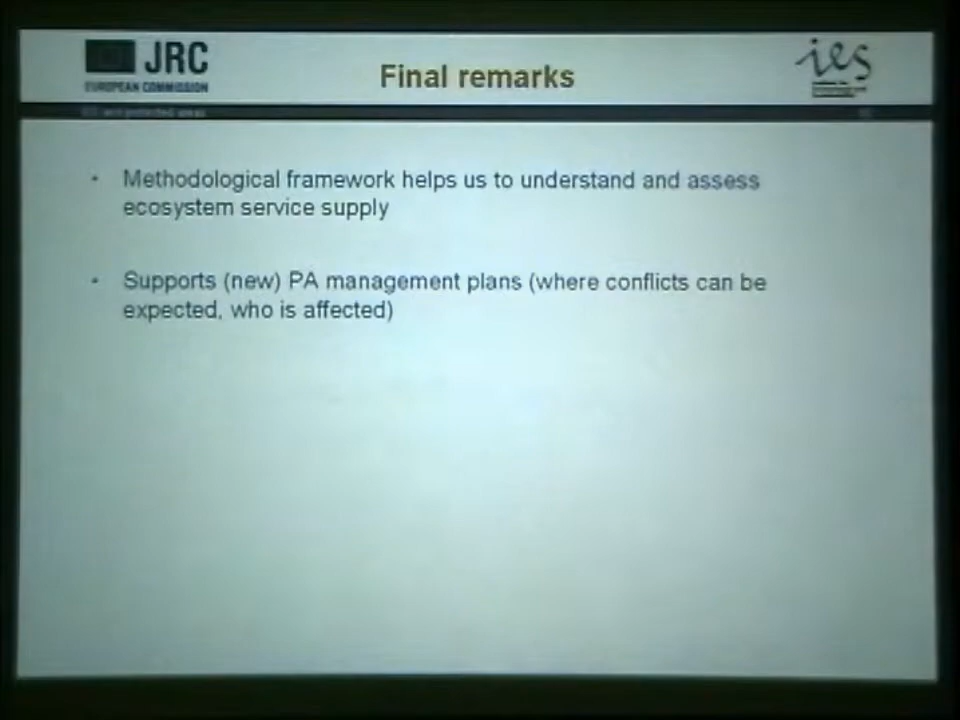 JRC
EUROPEAN COMMISSION
Final remarks
ies
• Methodological framework helps us to understand and assess
ecosystem service supply
• Supports (new) PA management plans (where conflicts can be
expected, who is affected)